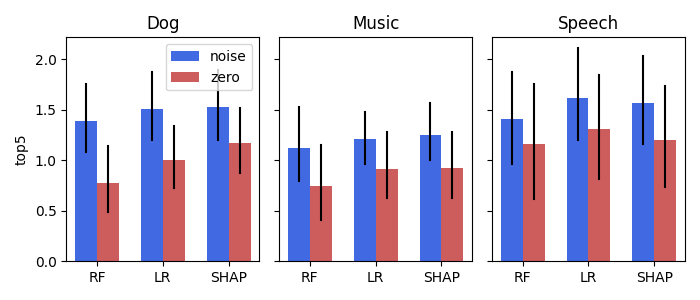 Dog
Music
Speech
noise
zero
top5
2.0
1.5
1.0
0.5
0.0
RF LR SHAP
RF LR SHAP
RF LR SHAP